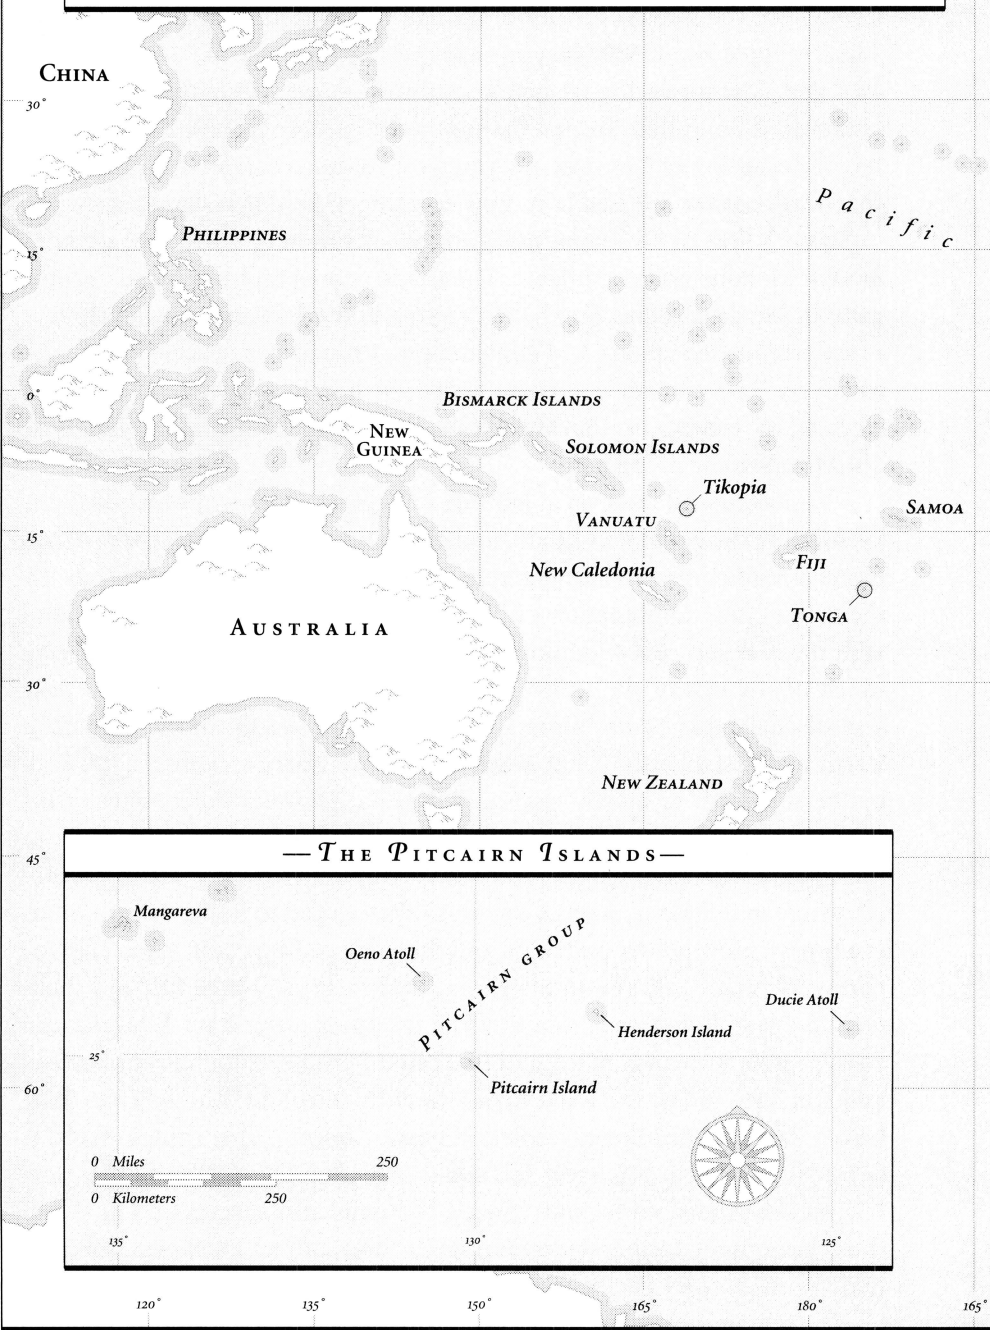 CHINA
30°
Pacific
PHILIPPINES
15°
0°
BISMARCK ISLANDS
NEW
GUINEA
SOLOMON ISLANDS
Tikopia
SAMOA
VANUATU
15°
FIJI
New Caledonia
TONGA
AUSTRALIA
30°
NEW ZEALAND
—THE PITCAIRN ISLANDS—
45°
Mangareva
Oeno Atoll
PITCAIRN GROUP
Ducie Atoll
Henderson Island
25°
60°
Pitcairn Island
0 Miles 250
0 Kilometers 250
135° 130° 125°
120° 135° 150° 165° 180° 165°